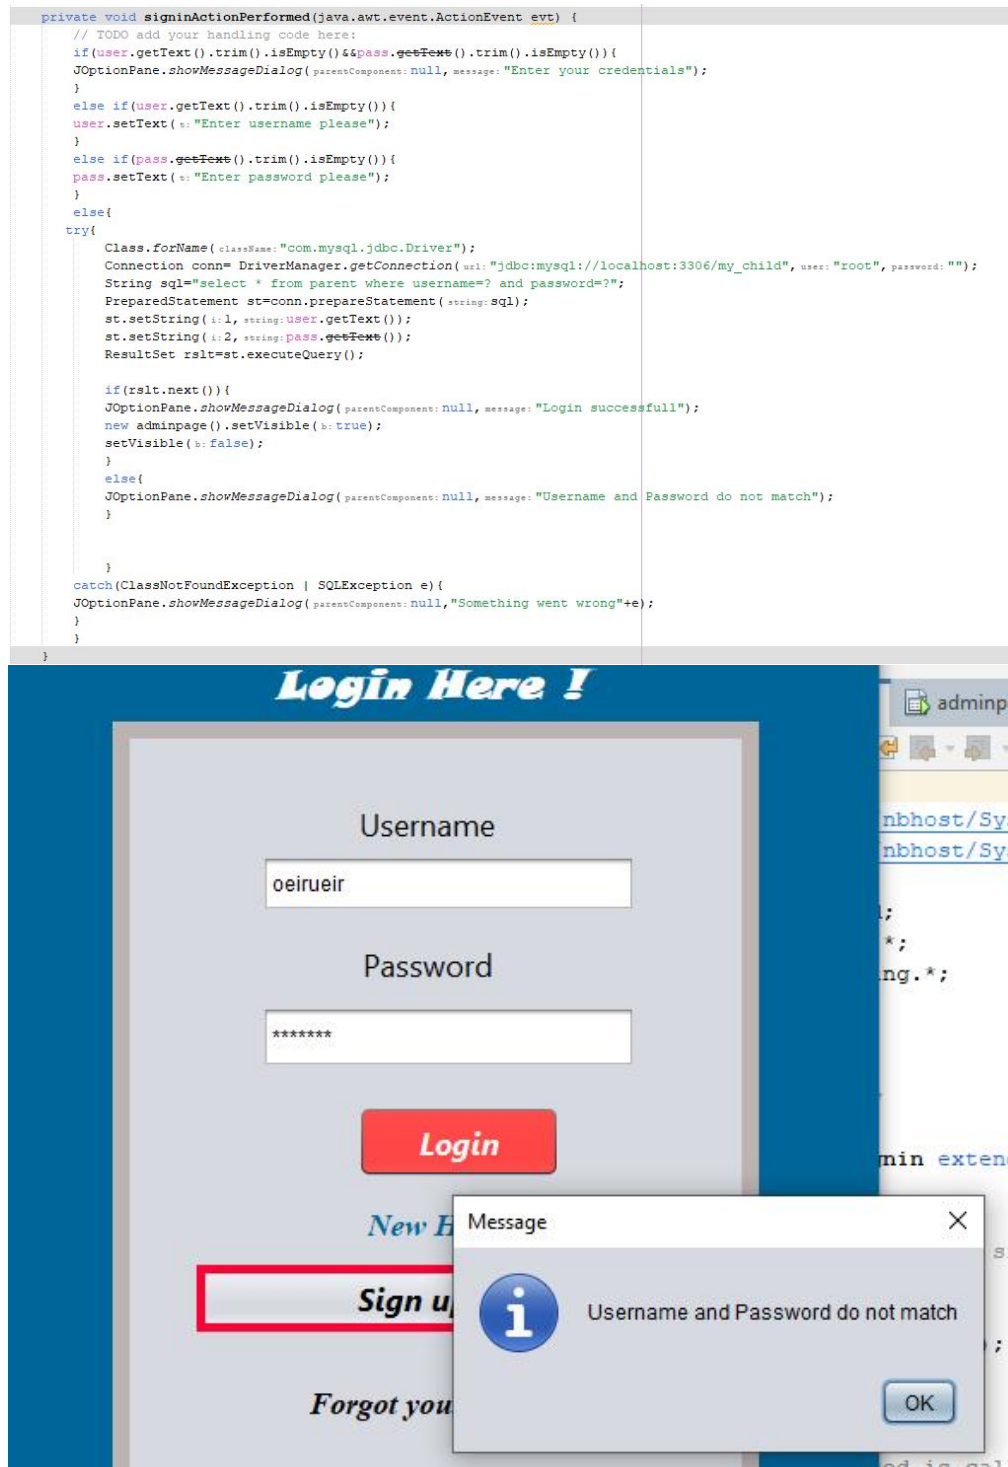 private void signinActionPerformed(java.awt.event.ActionEvent evt) {
// TODO add your handling code here:
if(user.getText().trim().isEmpty()&&pass.getText().trim().isEmpty()){
JOptionPane.showMessageDialog(parentComponent: null, message: "Enter your credentials");
}
else if(user.getText().trim().isEmpty()){
user.setText(t: "Enter username please");
}
else if(pass.getText().trim().isEmpty()){
pass.setText(t: "Enter password please");
}
else{
try{
Class.forName(className: "com.mysql.jdbc.Driver");
Connection conn= DriverManager.getConnection(url: "jdbc:mysql://localhost:3306/my_child", user: "root", password: "");
String sql="select * from parent where username=? and password=?";
PreparedStatement st=conn.prepareStatement(string: sql);
st.setString(i: 1, string: user.getText());
st.setString(i: 2, string: pass.getText());
ResultSet rslt=st.executeQuery();
if(rslt.next()){
JOptionPane.showMessageDialog(parentComponent: null, message: "Login successfull");
new adminpage().setVisible(b: true);
setVisible(b: false);
}
else{
JOptionPane.showMessageDialog(parentComponent: null, message: "Username and Password do not match");
}
}
catch(ClassNotFoundException | SQLException e){
JOptionPane.showMessageDialog(parentComponent: null,"Something went wrong"+e);
}
}
}
Login Here !
adminp
nbhost/Sy
nbhost/Sy
Username
oeirueir
;
*;
ng.*;
Password
*******
Login
min exten
New H
Message
s
Sign u
Username and Password do not match
);
Forgot you
OK